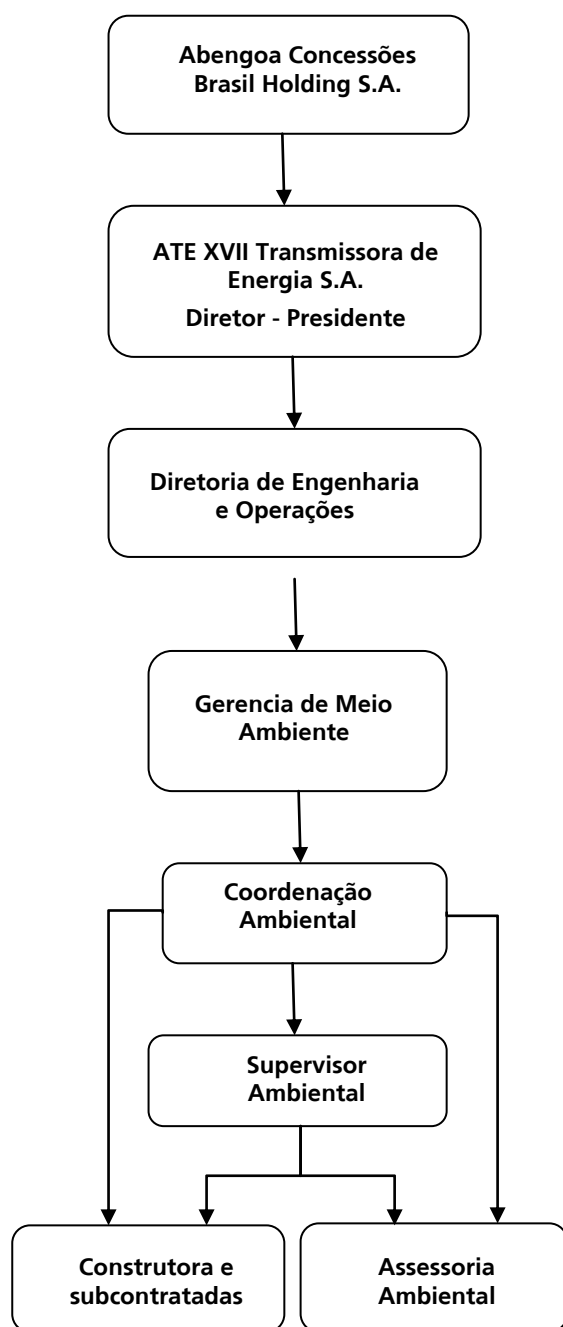 Abengoa Concessões
Brasil Holding S.A.
ATE XVII Transmissora de
Energia S.A.
Diretor - Presidente
Diretoria de Engenharia
e Operações
Gerencia de Meio
Ambiente
Coordenação
Ambiental
Supervisor
Ambiental
Construtora e
subcontratadas
Assessoria
Ambiental